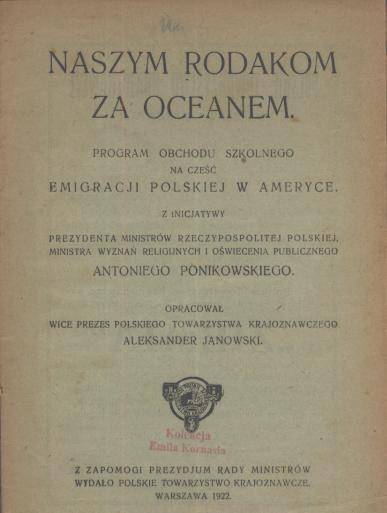 NASZYM RODAKOM
ZA OCEANEM.
PROGRAM OBCHODU SZKOLNEGO
NA CZEŚĆ
EMIGRACJI POLSKIEJ W AMERYCE.
Z INICJATYWY
PREZYDENTA MINISTRÓW RZECZYPOSPOLITEJ POLSKIEJ,
MINISTRA WYZNAŃ RELIGIJNYCH I OŚWIECENIA PUBLICZNEGO
ANTONIEGO PONIKOWSKIEGO.
OPRACOWAŁ
WICE PREZES POLSKIEGO TOWARZYSTWA KRAJOZNAWCZEGO
ALEKSANDER JANOWSKI.
Kolekcja
Emila Kornasia
Z ZAPOMOGI PREZYDJUM RADY MINISTRÓW
WYDAŁO POLSKIE TOWARZYSTWO KRAJOZNAWCZE.
WARSZAWA 1922.